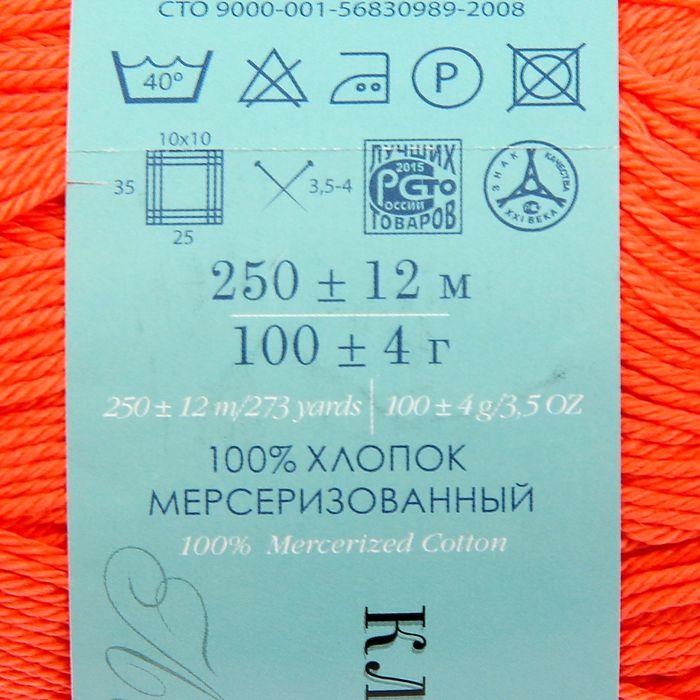 СТО 9000-001-56830989-2008
40°
P
10x10
35
25
3,5-4
ЛУЧШИХ
2015
СТО
РОССИИ
ТОВАРОВ
ЗНАК КАЧЕСТВА
XXI ВЕКА
250 ± 12 м
100 ± 4 г
250 ± 12 m/273 yards | 100 ± 4 g/3,5 OZ
100% ХЛОПОК
МЕРСЕРИЗОВАННЫЙ
100% Mercerized Cotton
КЛ